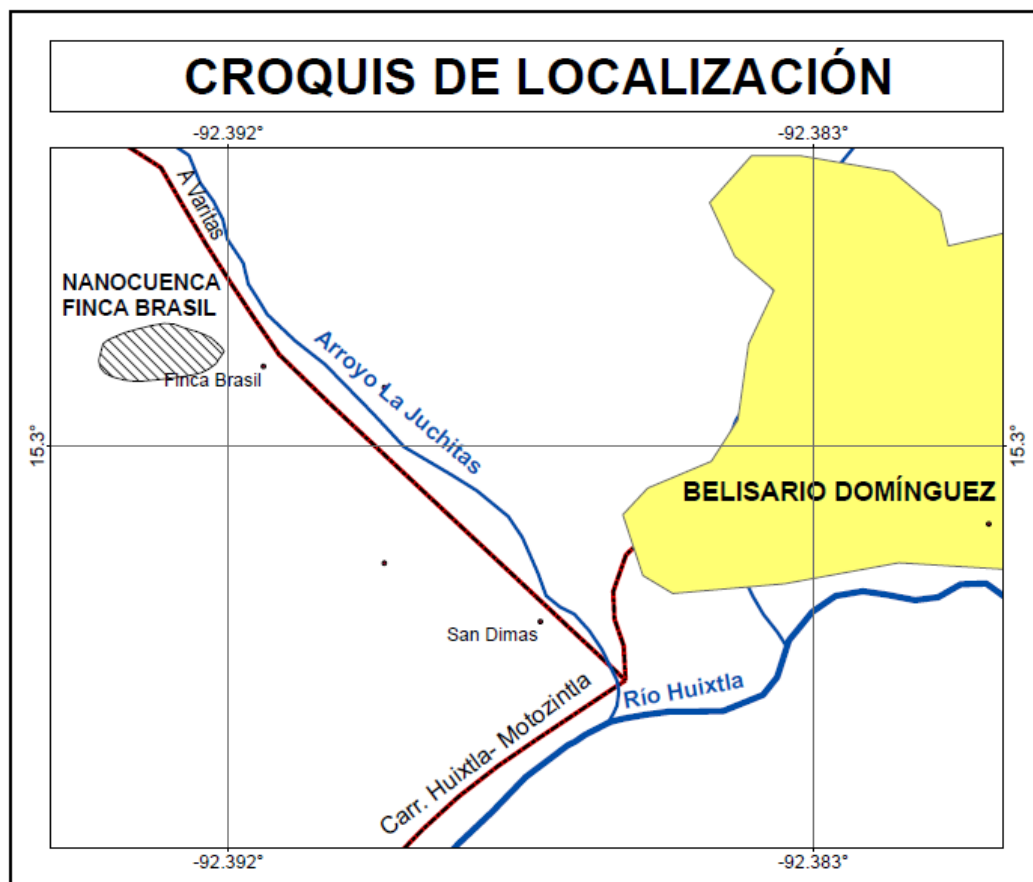 CROQUIS DE LOCALIZACIÓN
-92.392°
-92.383°
A Varitas
NANOCUENCA
FINCA BRASIL
Finca Brasil
Arroyo La Juchitas
15.3°
15.3°
BELISARIO DOMÍNGUEZ
San Dimas
Río Huixtla
Carr. Huixtla- Motozintla
-92.392°
-92.383°